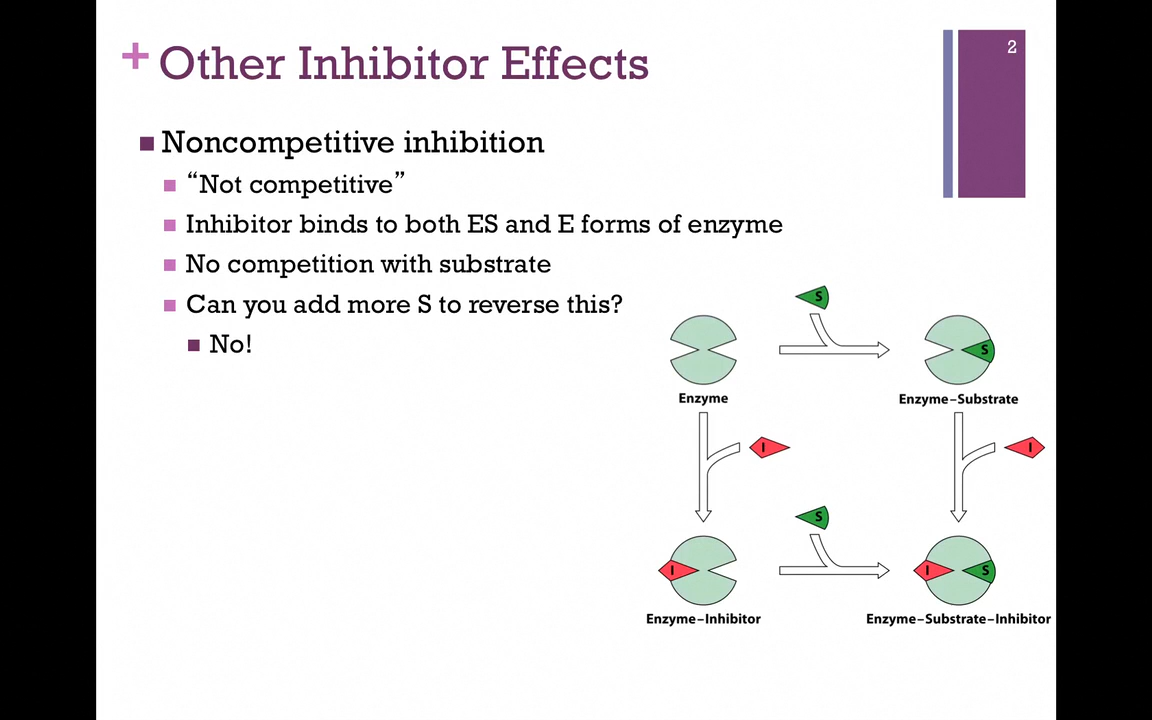 2
+ Other Inhibitor Effects
Noncompetitive inhibition
“Not competitive”
Inhibitor binds to both ES and E forms of enzyme
No competition with substrate
Can you add more S to reverse this?
No!
S
S
Enzyme
Enzyme–Substrate
I
I
S
I
I
S
Enzyme–Inhibitor
Enzyme–Substrate–Inhibitor